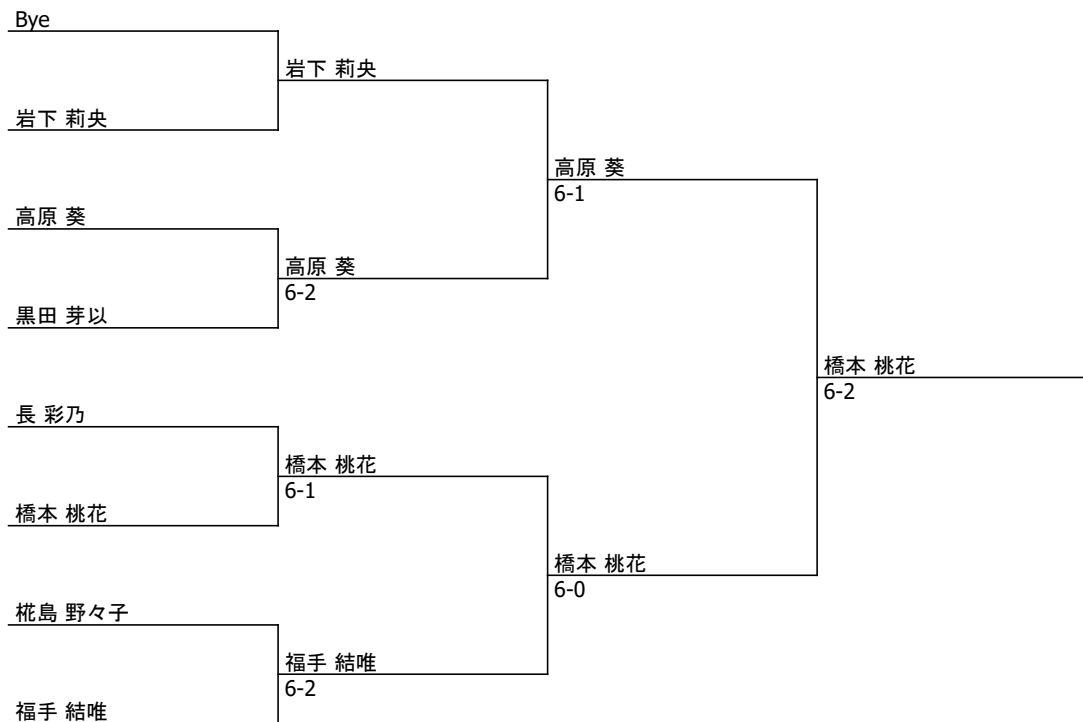 Bye
岩下 莉央
岩下 莉央
高原 葵
6-1
高原 葵
高原 葵
6-2
黒田 芽以
橋本 桃花
6-2
長 彩乃
橋本 桃花
6-1
橋本 桃花
橋本 桃花
6-0
椛島 野々子
福手 結唯
6-2
福手 結唯